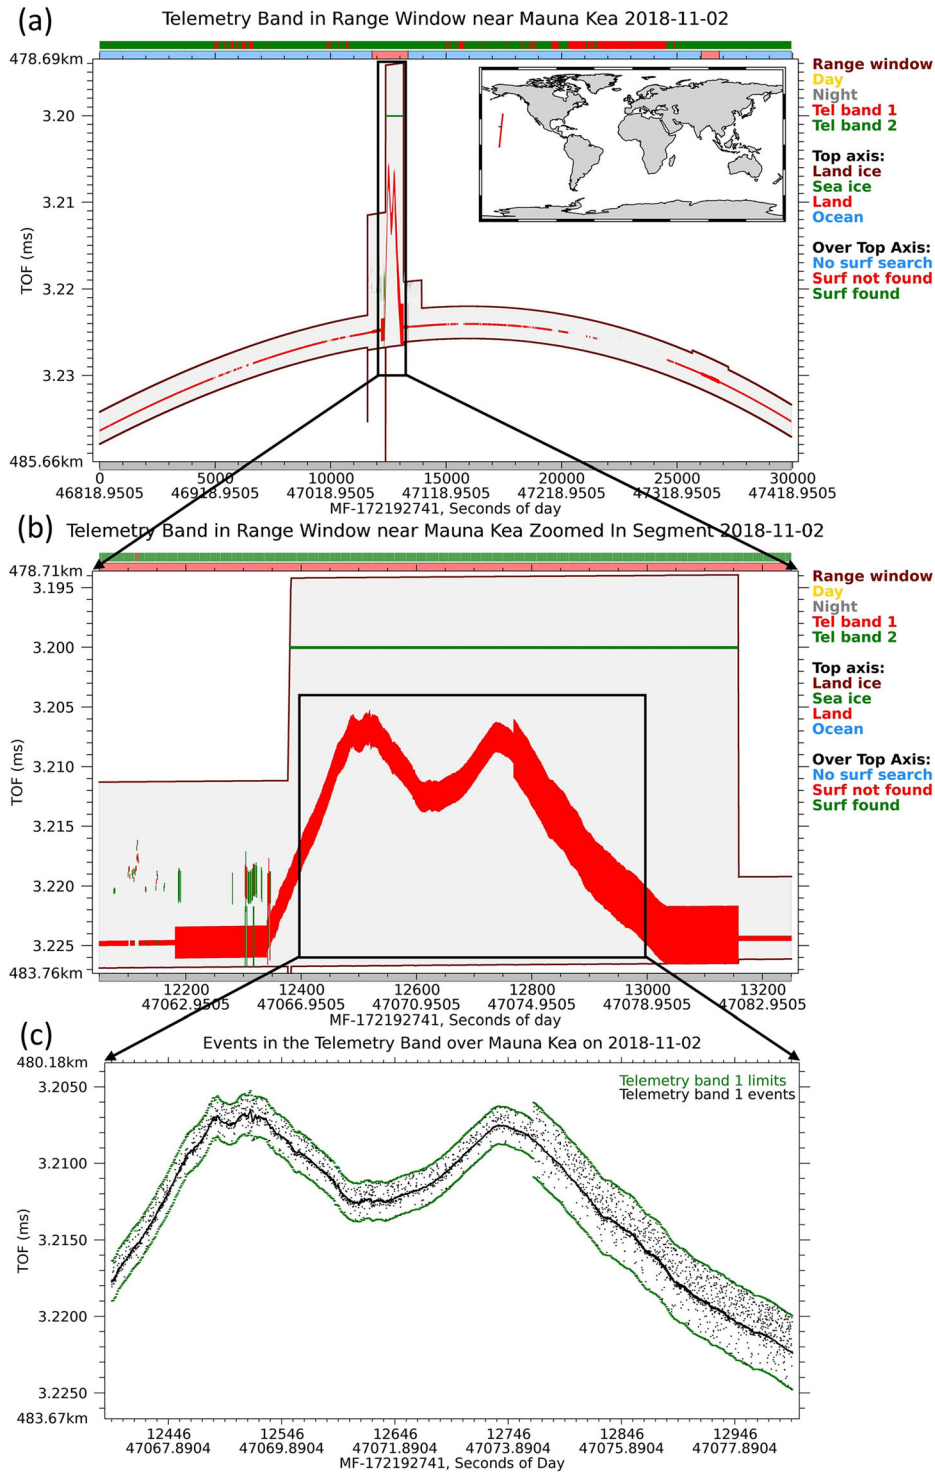 (a)
Telemetry Band in Range Window near Mauna Kea 2018-11-02
478.69km
3.20
3.21
3.22
3.23
485.66km
TOF (ms)
0 5000 10000 15000 20000 25000 30000
46818.9505 46918.9505 47018.9505 47118.9505 47218.9505 47318.9505 47418.9505
MF-172192741, Seconds of day
Range window
Day
Night
Tel band 1
Tel band 2
Top axis:
Land ice
Sea ice
Land
Ocean
Over Top Axis:
No surf search
Surf not found
Surf found
(b)
Telemetry Band in Range Window near Mauna Kea Zoomed In Segment 2018-11-02
478.71km
3.195
3.200
3.205
3.210
3.215
3.220
3.225
483.76km
TOF (ms)
12200 12400 12600 12800 13000 13200
47062.9505 47066.9505 47070.9505 47074.9505 47078.9505 47082.9505
MF-172192741, Seconds of day
Range window
Day
Night
Tel band 1
Tel band 2
Top axis:
Land ice
Sea ice
Land
Ocean
Over Top Axis:
No surf search
Surf not found
Surf found
(c)
Events in the Telemetry Band over Mauna Kea on 2018-11-02
480.18km
3.2050
3.2100
3.2150
3.2200
3.2250
483.67km
TOF (ms)
Telemetry band 1 limits
Telemetry band 1 events
12446 12546 12646 12746 12846 12946
47067.8904 47069.8904 47071.8904 47073.8904 47075.8904 47077.8904
MF-172192741, Seconds of Day